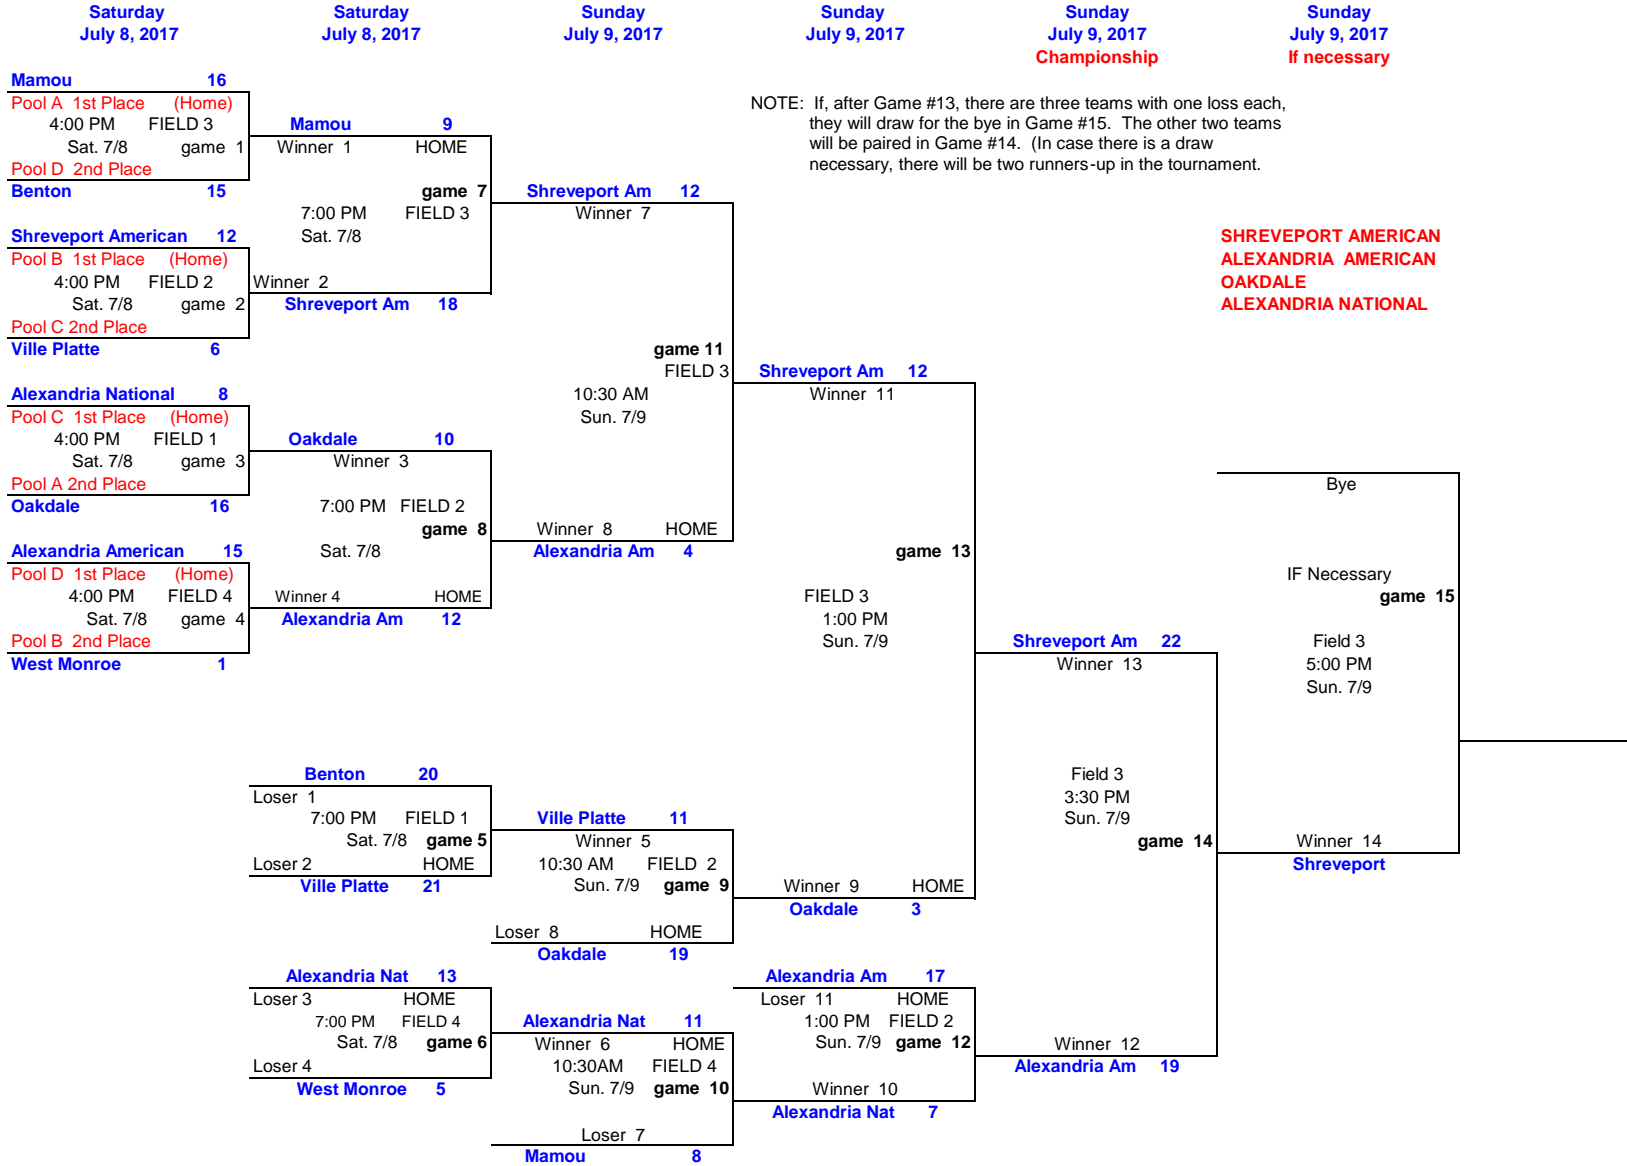 Saturday
July 8, 2017
Saturday
July 8, 2017
Sunday
July 9, 2017
Sunday
July 9, 2017
Sunday
July 9, 2017
Championship
Sunday
July 9, 2017
If necessary
NOTE: If, after Game #13, there are three teams with one loss each,
they will draw for the bye in Game #15. The other two teams
will be paired in Game #14. (In case there is a draw
necessary, there will be two runners-up in the tournament.
SHREVEPORT AMERICAN
ALEXANDRIA AMERICAN
OAKDALE
ALEXANDRIA NATIONAL
Mamou 16
Pool A 1st Place (Home)
4:00 PM FIELD 3
Sat. 7/8 game 1
Pool D 2nd Place
Benton 15
Shreveport American 12
Pool B 1st Place (Home)
4:00 PM FIELD 2
Sat. 7/8 game 2
Pool C 2nd Place
Ville Platte 6
Alexandria National 8
Pool C 1st Place (Home)
4:00 PM FIELD 1
Sat. 7/8 game 3
Pool A 2nd Place
Oakdale 16
Alexandria American 15
Pool D 1st Place (Home)
4:00 PM FIELD 4
Sat. 7/8 game 4
Pool B 2nd Place
West Monroe 1
Mamou 9
Winner 1 HOME
game 7
7:00 PM FIELD 3
Sat. 7/8
Winner 2
Shreveport Am 18
Oakdale 10
Winner 3
7:00 PM FIELD 2
game 8
Sat. 7/8
Winner 4 HOME
Alexandria Am 12
Benton 20
Loser 1
7:00 PM FIELD 1
Sat. 7/8 game 5
Loser 2 HOME
Ville Platte 21
Alexandria Nat 13
Loser 3 HOME
7:00 PM FIELD 4
Sat. 7/8 game 6
Loser 4
West Monroe 5
Shreveport Am 12
Winner 7
game 11
FIELD 3
10:30 AM
Sun. 7/9
Winner 8 HOME
Alexandria Am 4
Ville Platte 11
Winner 5
10:30 AM FIELD 2
Sun. 7/9 game 9
Loser 8 HOME
Oakdale 19
Alexandria Nat 11
Winner 6 HOME
10:30AM FIELD 4
Sun. 7/9 game 10
Loser 7
Mamou 8
Shreveport Am 12
Winner 11
game 13
FIELD 3
1:00 PM
Sun. 7/9
Winner 9 HOME
Oakdale 3
Alexandria Am 17
Loser 11 HOME
1:00 PM FIELD 2
Sun. 7/9 game 12
Winner 10
Alexandria Nat 7
Shreveport Am 22
Winner 13
Field 3
3:30 PM
Sun. 7/9
game 14
Winner 12
Alexandria Am 19
Bye
IF Necessary
game 15
Field 3
5:00 PM
Sun. 7/9
Winner 14
Shreveport